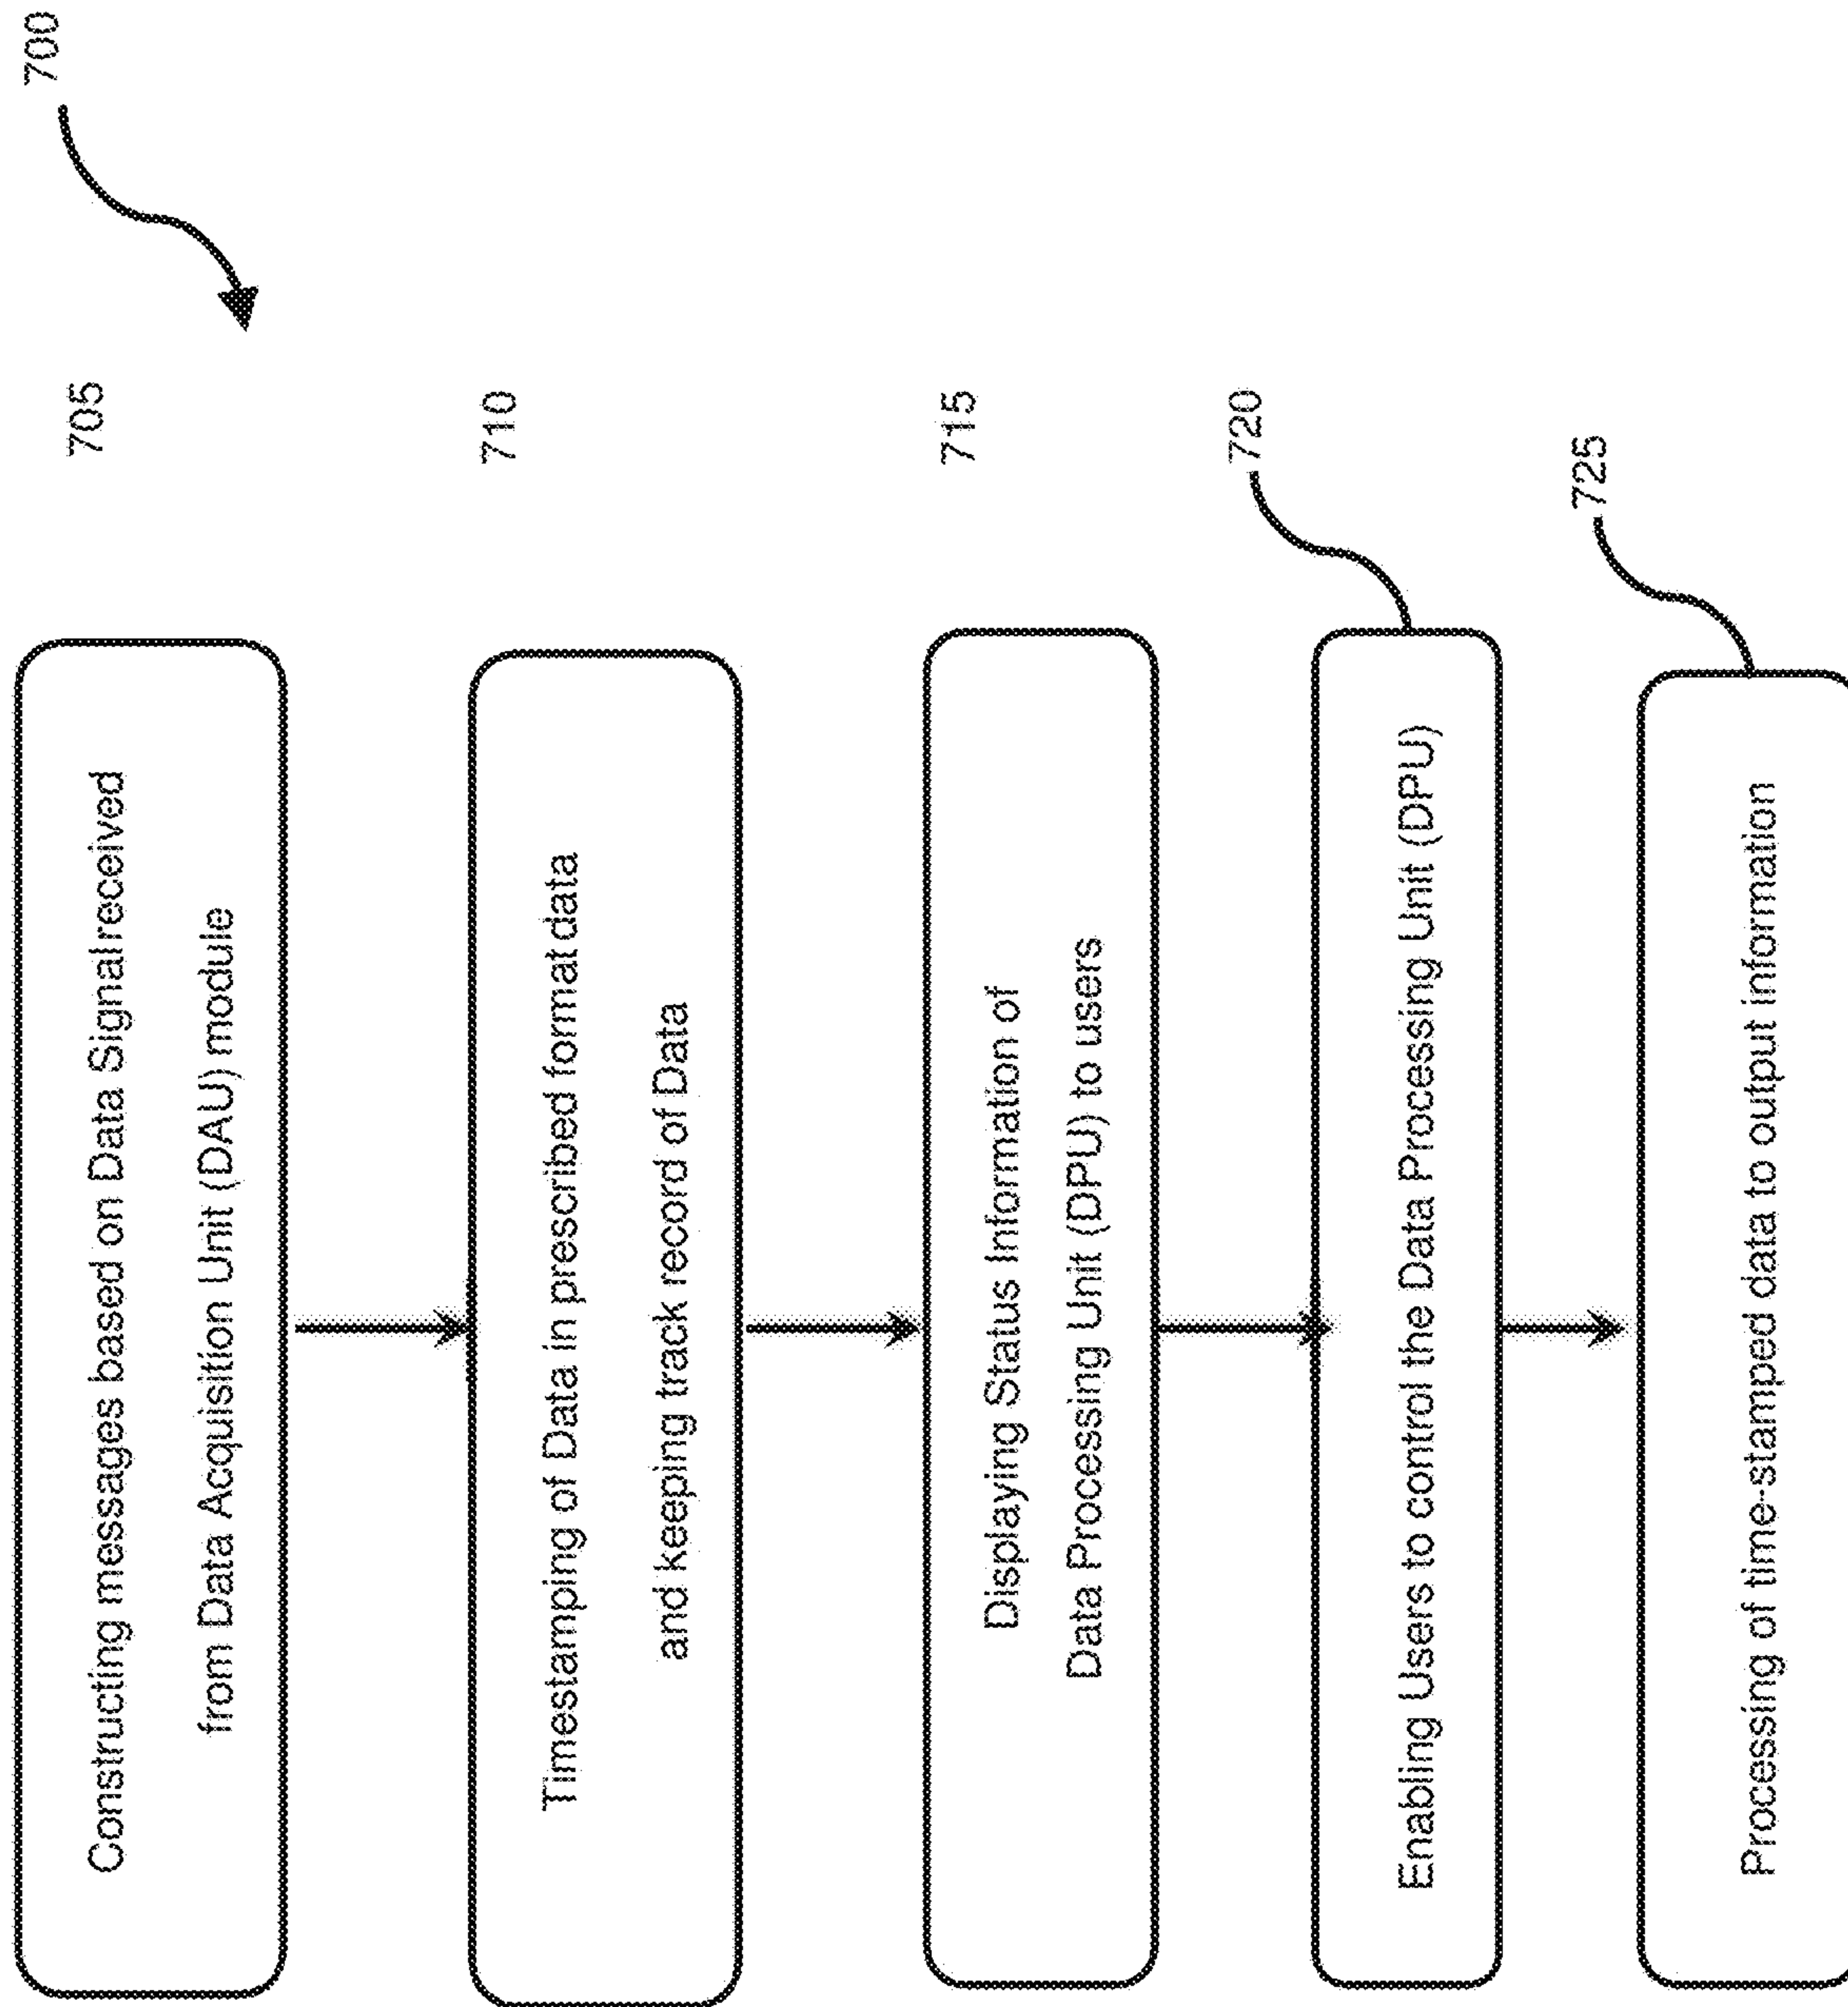 700
705
Constructing messages based on Data Signal received
from Data Acquisition Unit (DAU) module
710
Timestamping of Data in prescribed format data
and keeping track record of Data
715
Displaying Status Information of
Data Processing Unit (DPU) to users
720
Enabling Users to control the Data Processing Unit (DPU)
725
Processing of time-stamped data to output information